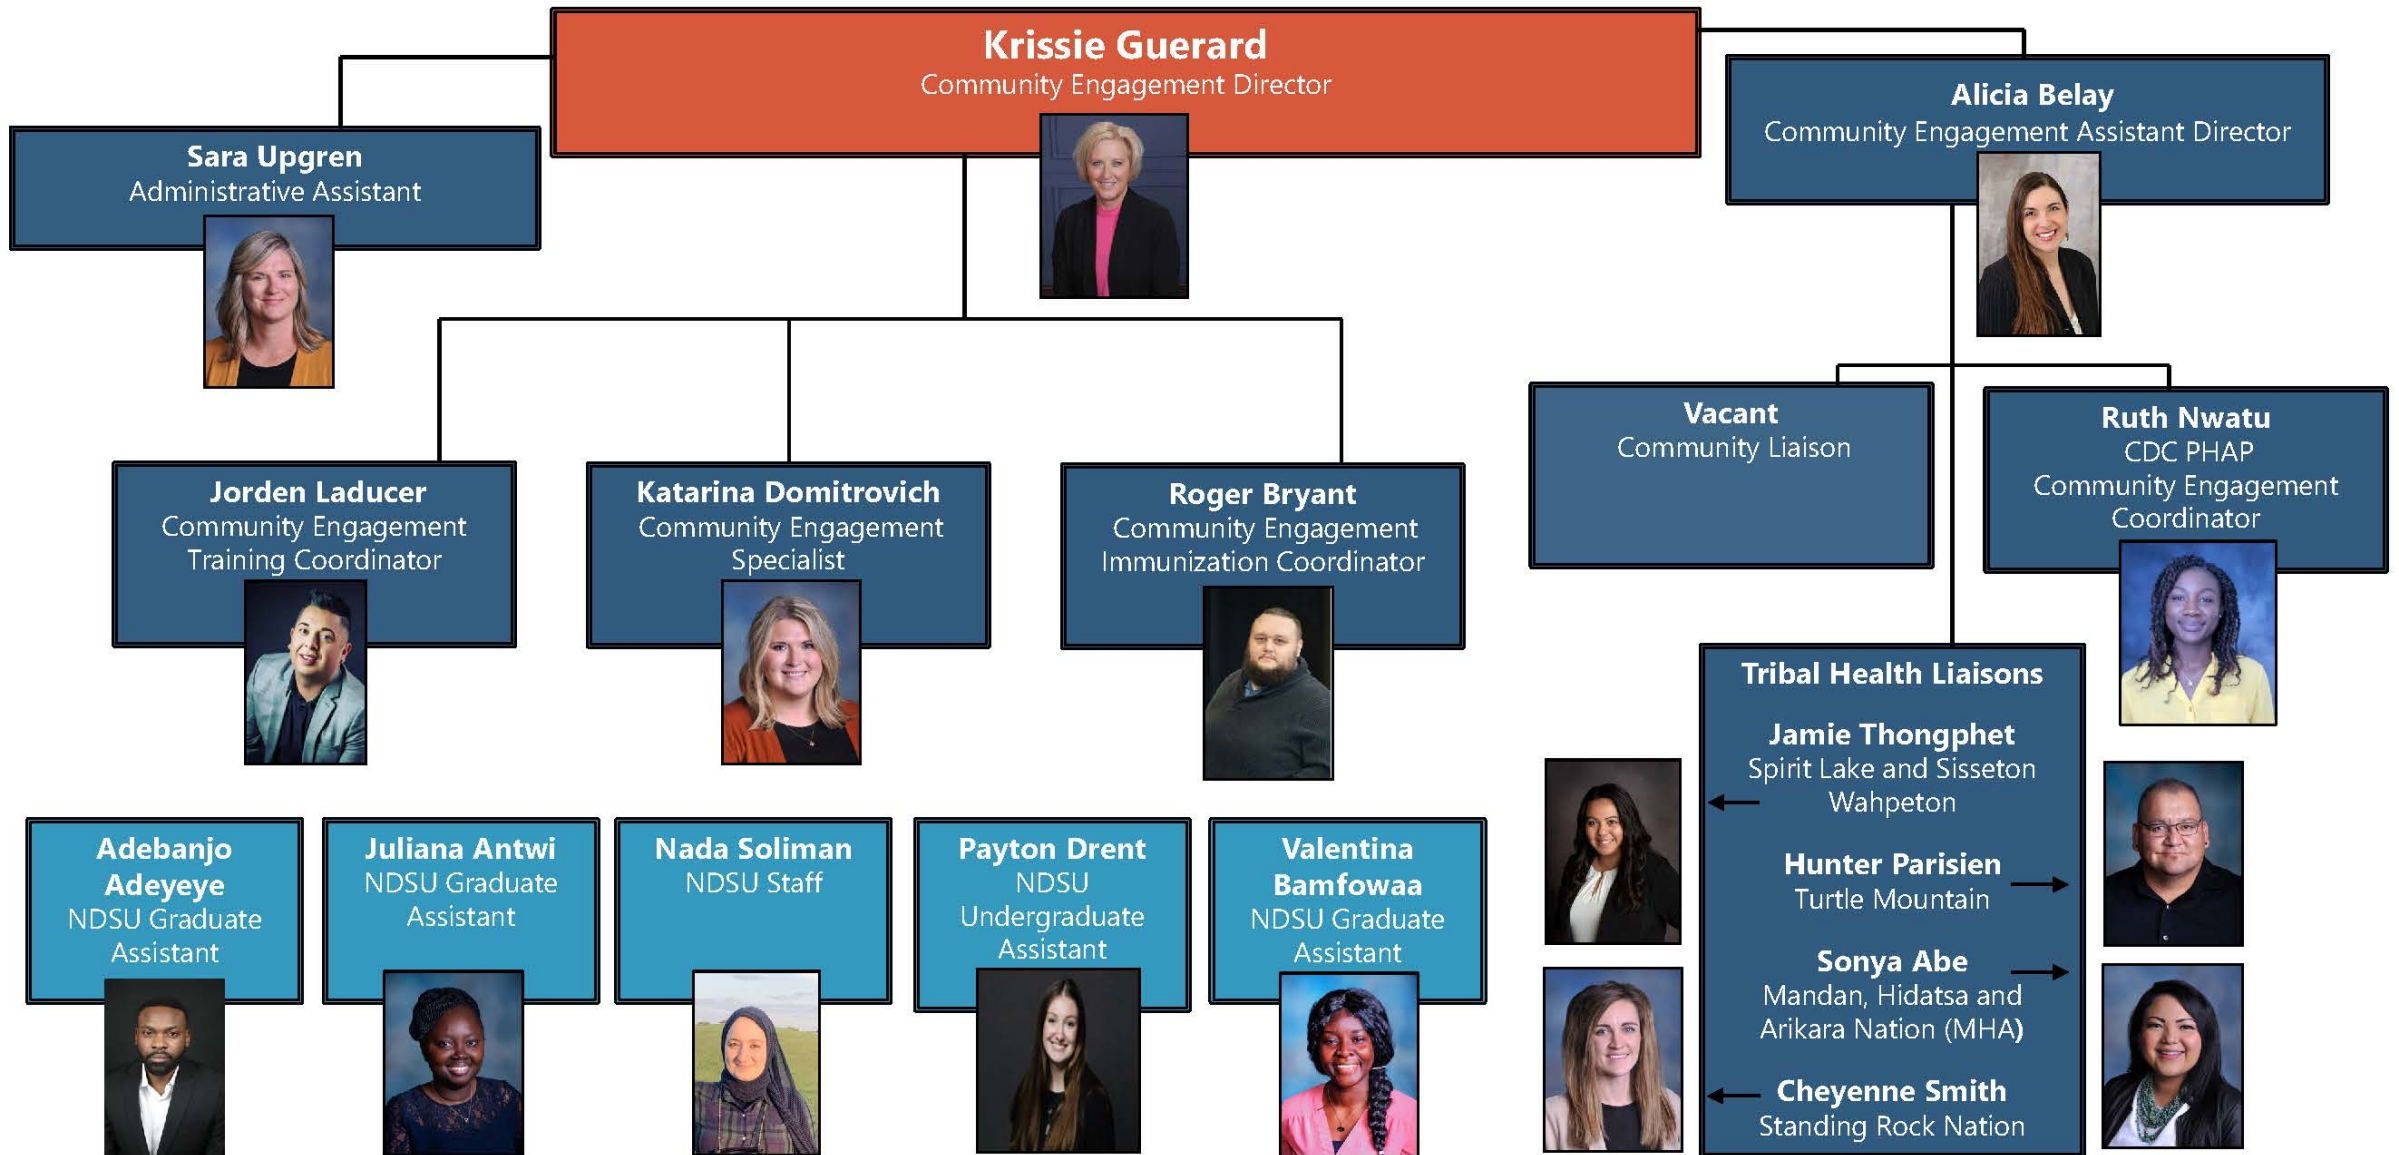 Krissie Guerard
Community Engagement Director
Alicia Belay
Community Engagement Assistant Director
Sara Upgren
Administrative Assistant
Vacant
Community Liaison
Ruth Nwatu
CDC PHAP
Community Engagement
Coordinator
Jorden Laducer
Community Engagement
Training Coordinator
Katarina Domitrovich
Community Engagement
Specialist
Roger Bryant
Community Engagement
Immunization Coordinator
Tribal Health Liaisons
Jamie Thongphet
Spirit Lake and Sisseton
Wahpeton
Hunter Parisien
Turtle Mountain
Sonya Abe
Mandan, Hidatsa and
Arikara Nation (MHA)
Cheyenne Smith
Standing Rock Nation
Adebanjo
Adeyeye
NDSU Graduate
Assistant
Juliana Antwi
NDSU Graduate
Assistant
Nada Soliman
NDSU Staff
Payton Drent
NDSU
Undergraduate
Assistant
Valentina
Bamfowaa
NDSU Graduate
Assistant